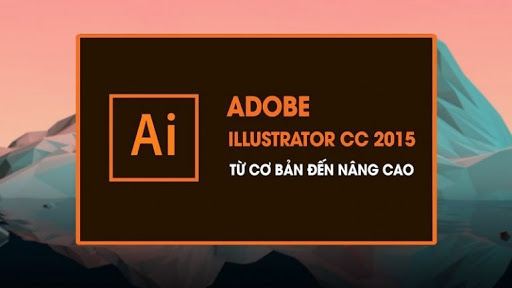 Ai
ADOBE
ILLUSTRATOR CC 2015
TỪ CƠ BẢN ĐẾN NÂNG CAO